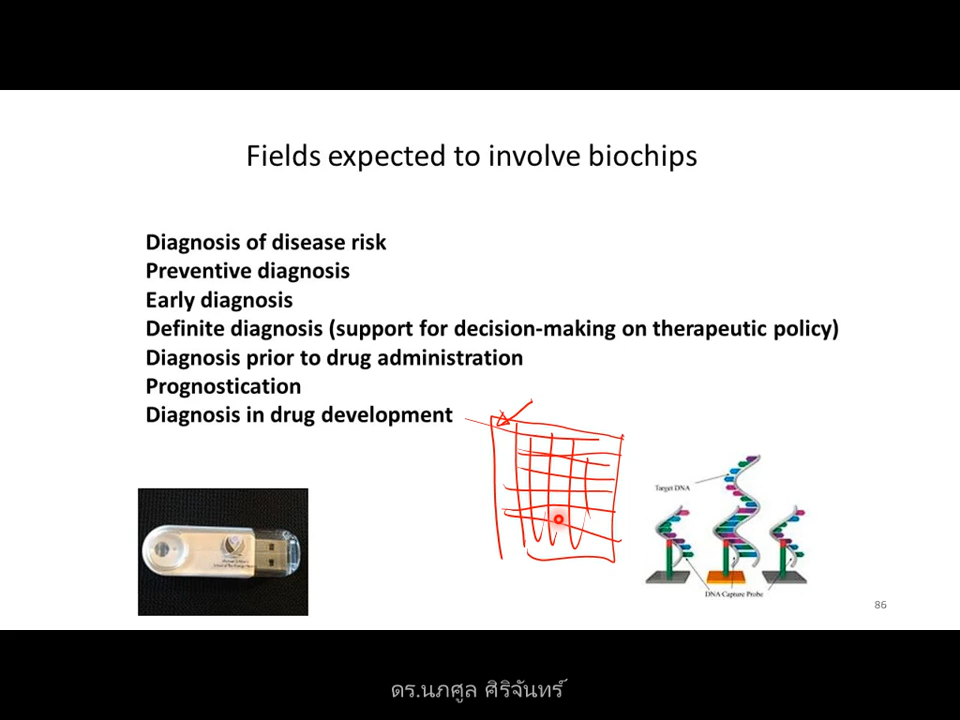 Fields expected to involve biochips
Diagnosis of disease risk
Preventive diagnosis
Early diagnosis
Definite diagnosis (support for decision-making on therapeutic policy)
Diagnosis prior to drug administration
Prognostication
Diagnosis in drug development
Target DNA
DNA Capture Probe
86
ดร.นภศูล ศิริจันทร์